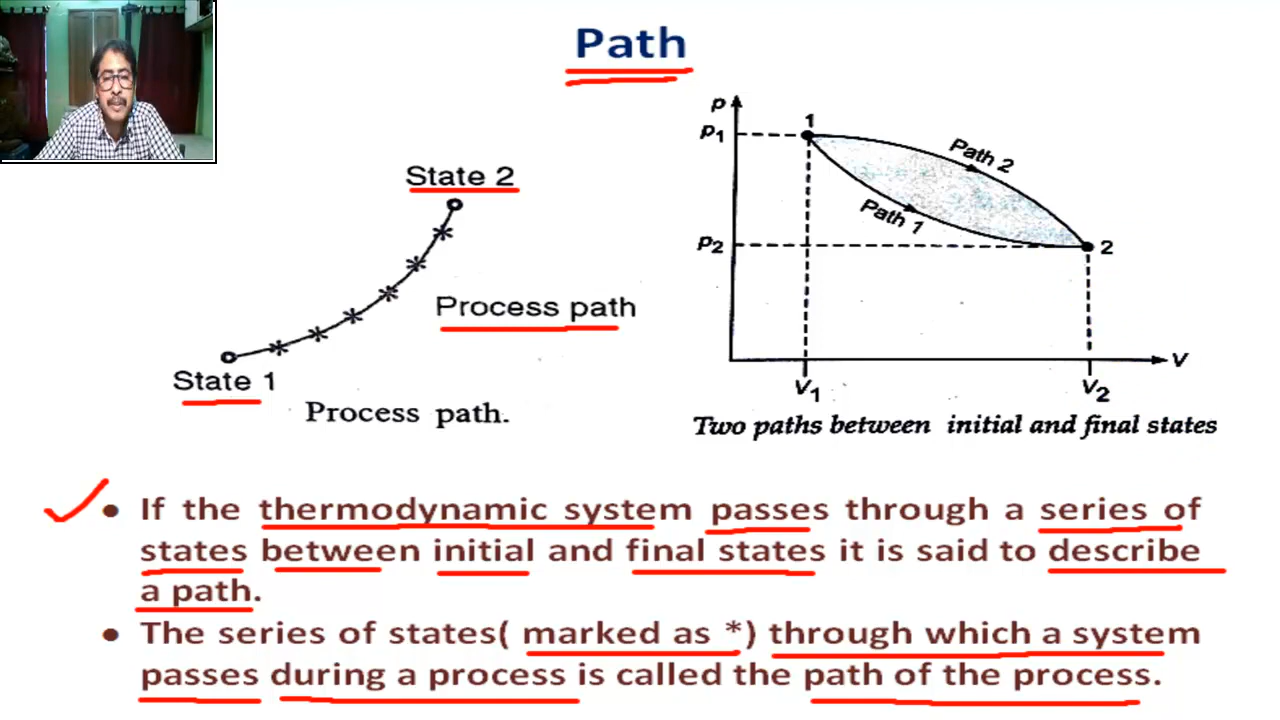 Path
State 2
Process path
State 1
Process path.
p
p1
p2
1
Path 2
Path 1
2
V1
V2
V
Two paths between initial and final states
• If the thermodynamic system passes through a series of
states between initial and final states it is said to describe
a path.
• The series of states( marked as *) through which a system
passes during a process is called the path of the process.